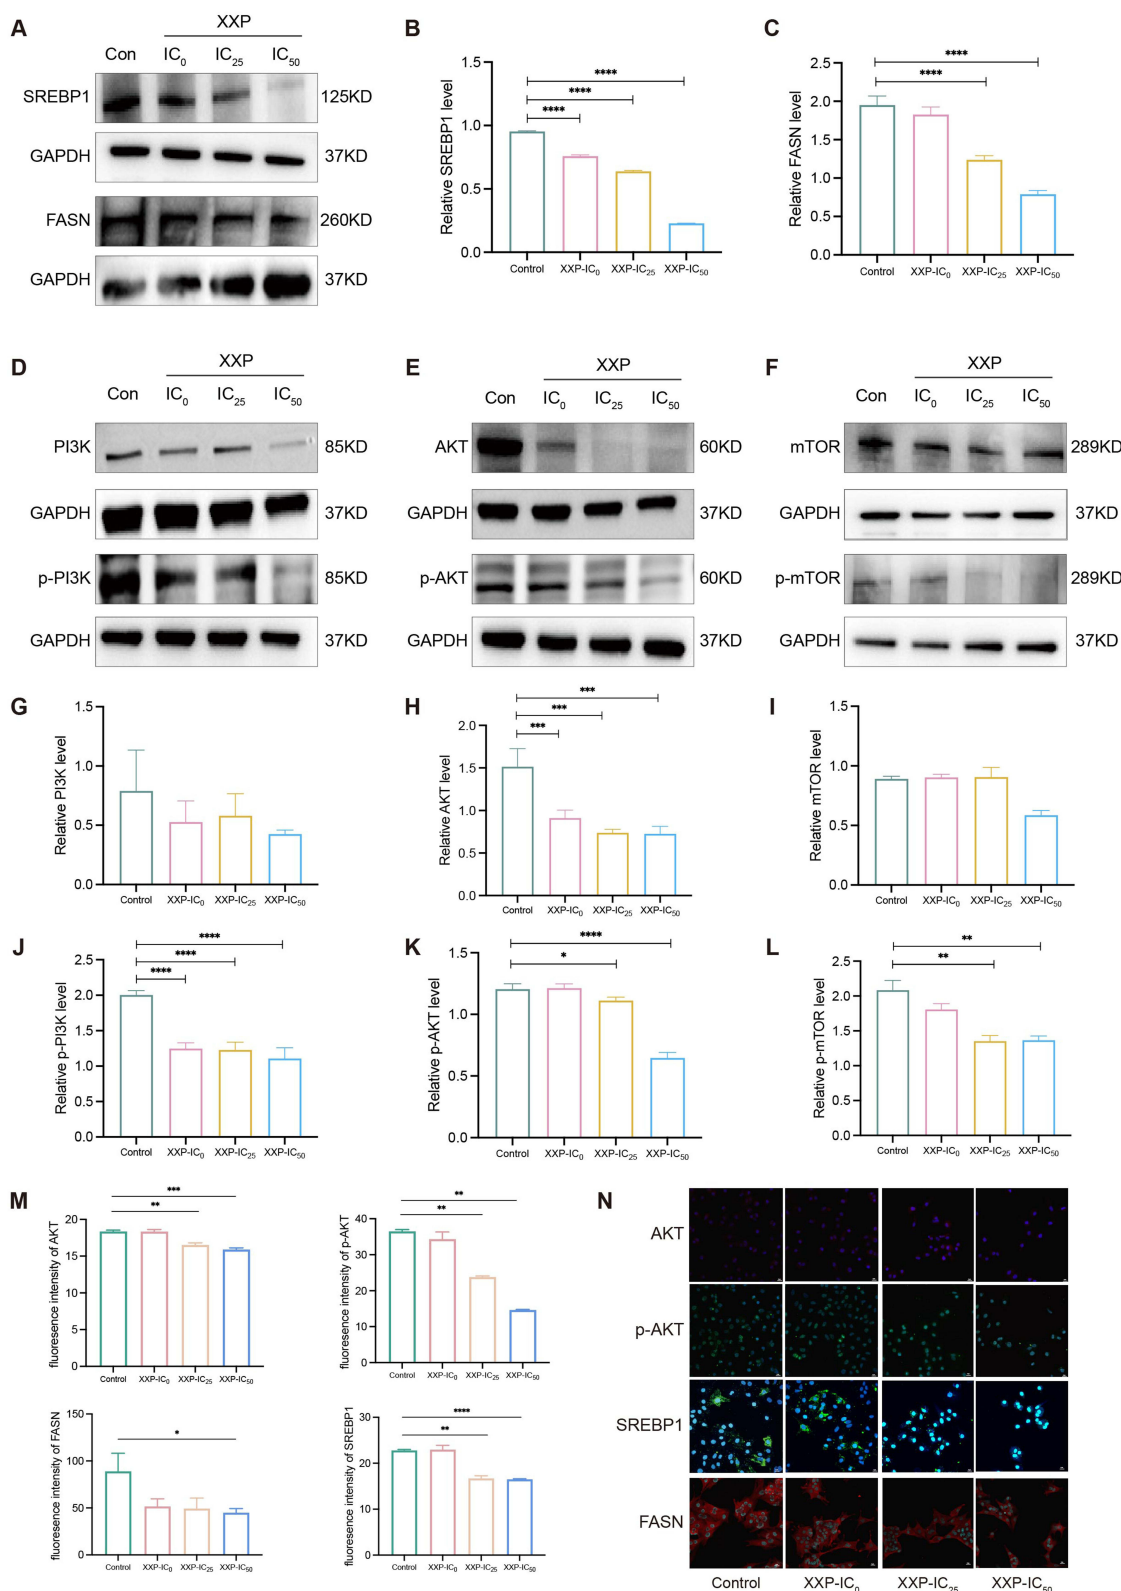 A
XXP
Con IC0 IC25 IC50
SREBP1 125KD
GAPDH 37KD
FASN 260KD
GAPDH 37KD
B
Relative SREBP1 level
1.5
1.0
0.5
0.0
****
****
****
Control XXP-IC0 XXP-IC25 XXP-IC50
C
Relative FASN level
2.5
2.0
1.5
1.0
0.5
0.0
****
****
Control XXP-IC0 XXP-IC25 XXP-IC50
D
XXP
Con IC0 IC25 IC50
PI3K 85KD
GAPDH 37KD
p-PI3K 85KD
GAPDH 37KD
E
XXP
Con IC0 IC25 IC50
AKT 60KD
GAPDH 37KD
p-AKT 60KD
GAPDH 37KD
F
XXP
Con IC0 IC25 IC50
mTOR 289KD
GAPDH 37KD
p-mTOR 289KD
GAPDH 37KD
G
Relative PI3K level
1.5
1.0
0.5
0.0
Control XXP-IC0 XXP-IC25 XXP-IC50
H
Relative AKT level
2.0
1.5
1.0
0.5
0.0
***
***
***
Control XXP-IC0 XXP-IC25 XXP-IC50
I
Relative mTOR level
1.5
1.0
0.5
0.0
Control XXP-IC0 XXP-IC25 XXP-IC50
J
Relative p-PI3K level
2.5
2.0
1.5
1.0
0.5
0.0
****
****
****
Control XXP-IC0 XXP-IC25 XXP-IC50
K
Relative p-AKT level
1.5
1.0
0.5
0.0
****
*
Control XXP-IC0 XXP-IC25 XXP-IC50
L
Relative p-mTOR level
2.5
2.0
1.5
1.0
0.5
0.0
**
**
Control XXP-IC0 XXP-IC25 XXP-IC50
M
fluoresence intensity of AKT
20
15
10
5
0
***
**
Control XXP-IC0 XXP-IC25 XXP-IC50
fluoresence intensity of p-AKT
40
30
20
10
0
**
**
Control XXP-IC0 XXP-IC25 XXP-IC50
fluoresence intensity of FASN
150
100
50
0
*
Control XXP-IC0 XXP-IC25 XXP-IC50
fluoresence intensity of SREBP1
30
20
10
0
****
**
Control XXP-IC0 XXP-IC25 XXP-IC50
N
AKT
p-AKT
SREBP1
FASN
Control XXP-IC0 XXP-IC25 XXP-IC50